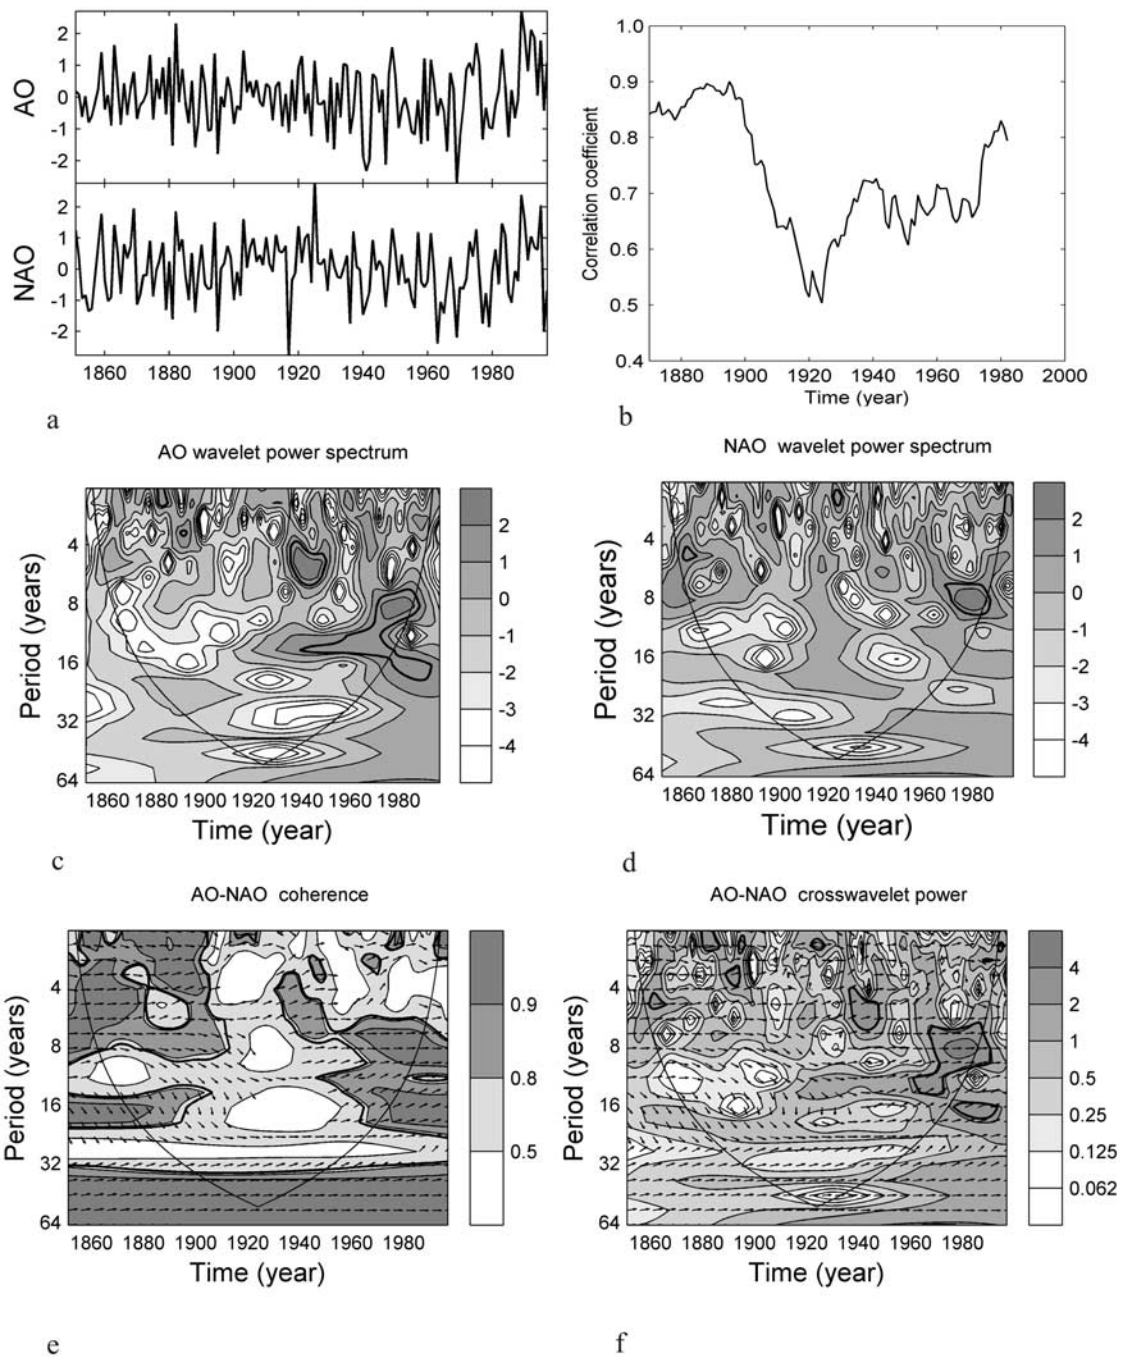 AO
2
1
0
-1
-2
NAO
2
1
0
-1
-2
1860 1880 1900 1920 1940 1960 1980
a
Correlation coefficient
1.0
0.9
0.8
0.7
0.6
0.5
0.4
1880 1900 1920 1940 1960 1980 2000
Time (year)
b
AO wavelet power spectrum
Period (years)
4
8
16
32
64
1860 1880 1900 1920 1940 1960 1980
Time (year)
2
1
0
-1
-2
-3
-4
c
NAO wavelet power spectrum
Period (years)
4
8
16
32
64
1860 1880 1900 1920 1940 1960 1980
Time (year)
2
1
0
-1
-2
-3
-4
d
AO-NAO coherence
Period (years)
4
8
16
32
64
1860 1880 1900 1920 1940 1960 1980
Time (year)
0.9
0.8
0.5
e
AO-NAO crosswavelet power
Period (years)
4
8
16
32
64
1860 1880 1900 1920 1940 1960 1980
Time (year)
4
2
1
0.5
0.25
0.125
0.062
f